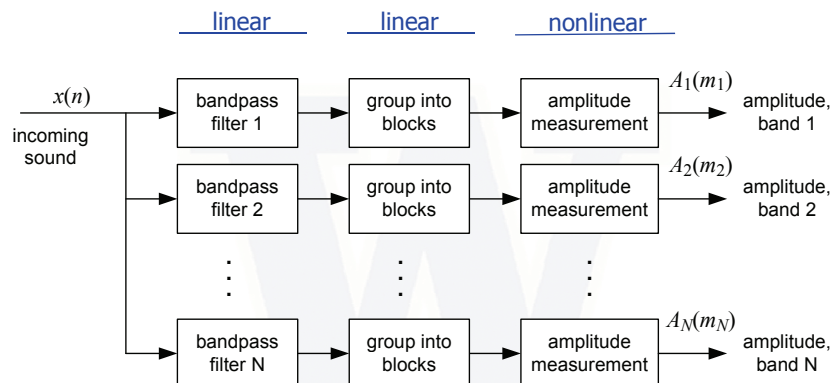 linear linear nonlinear
x(n)
incoming
sound
bandpass
filter 1
group into
blocks
amplitude
measurement
A₁(m₁)
amplitude,
band 1
bandpass
filter 2
group into
blocks
amplitude
measurement
A₂(m₂)
amplitude,
band 2
bandpass
filter N
group into
blocks
amplitude
measurement
A_N(m_N)
amplitude,
band N